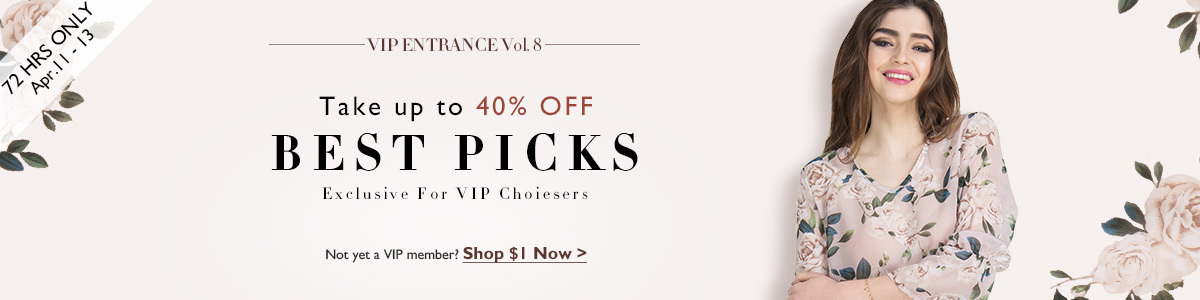 72 HRS ONLY
Apr.11 - 13
VIP ENTRANCE Vol. 8
Take up to 40% OFF
BEST PICKS
Exclusive For VIP Choiesers
Not yet a VIP member? Shop $1 Now >